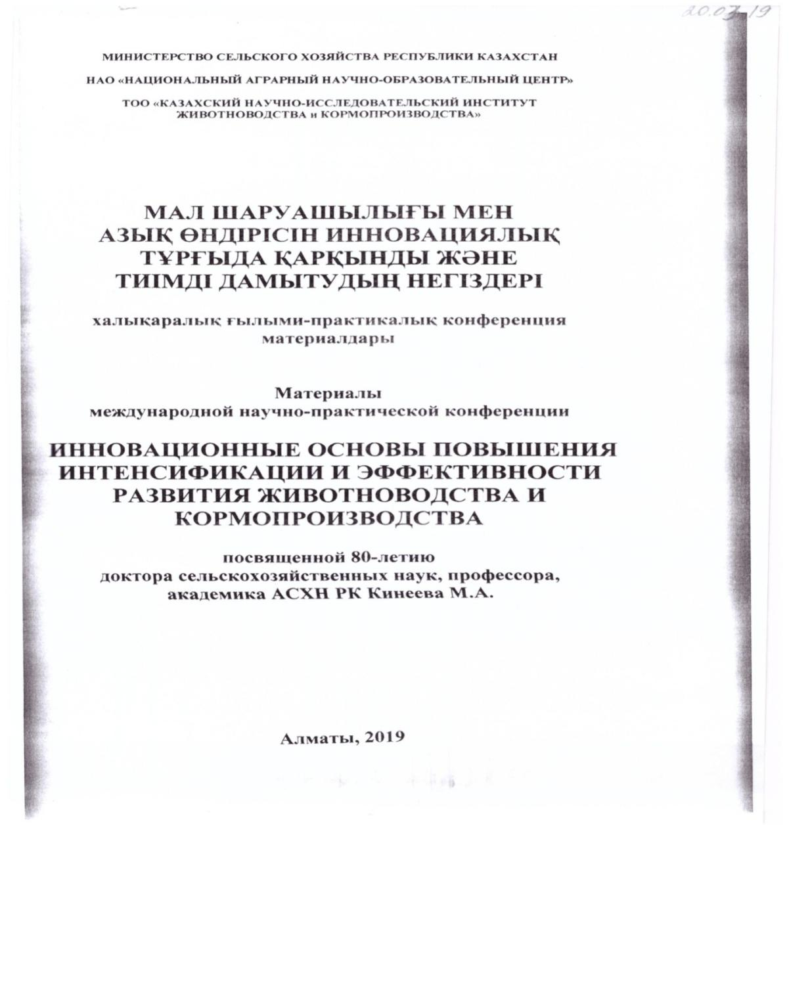 20.03.19
МИНИСТЕРСТВО СЕЛЬСКОГО ХОЗЯЙСТВА РЕСПУБЛИКИ КАЗАХСТАН
НАО «НАЦИОНАЛЬНЫЙ АГРАРНЫЙ НАУЧНО-ОБРАЗОВАТЕЛЬНЫЙ ЦЕНТР»
ТОО «КАЗАХСКИЙ НАУЧНО-ИССЛЕДОВАТЕЛЬСКИЙ ИНСТИТУТ
ЖИВОТНОВОДСТВА и КОРМОПРОИЗВОДСТВА»
МАЛ ШАРУАШЫЛЫҒЫ МЕН
АЗЫҚ ӨНДІРІСІН ИННОВАЦИЯЛЫҚ
ТҰРҒЫДА ҚАРҚЫНДЫ ЖӘНЕ
ТИІМДІ ДАМЫТУДЫҢ НЕГІЗДЕРІ
халықаралық ғылыми-практикалық конференция
материалдары
Материалы
международной научно-практической конференции
ИННОВАЦИОННЫЕ ОСНОВЫ ПОВЫШЕНИЯ
ИНТЕНСИФИКАЦИИ И ЭФФЕКТИВНОСТИ
РАЗВИТИЯ ЖИВОТНОВОДСТВА И
КОРМОПРОИЗВОДСТВА
посвященной 80-летию
доктора сельскохозяйственных наук, профессора,
академика АСХН РК Кинеева М.А.
Алматы, 2019